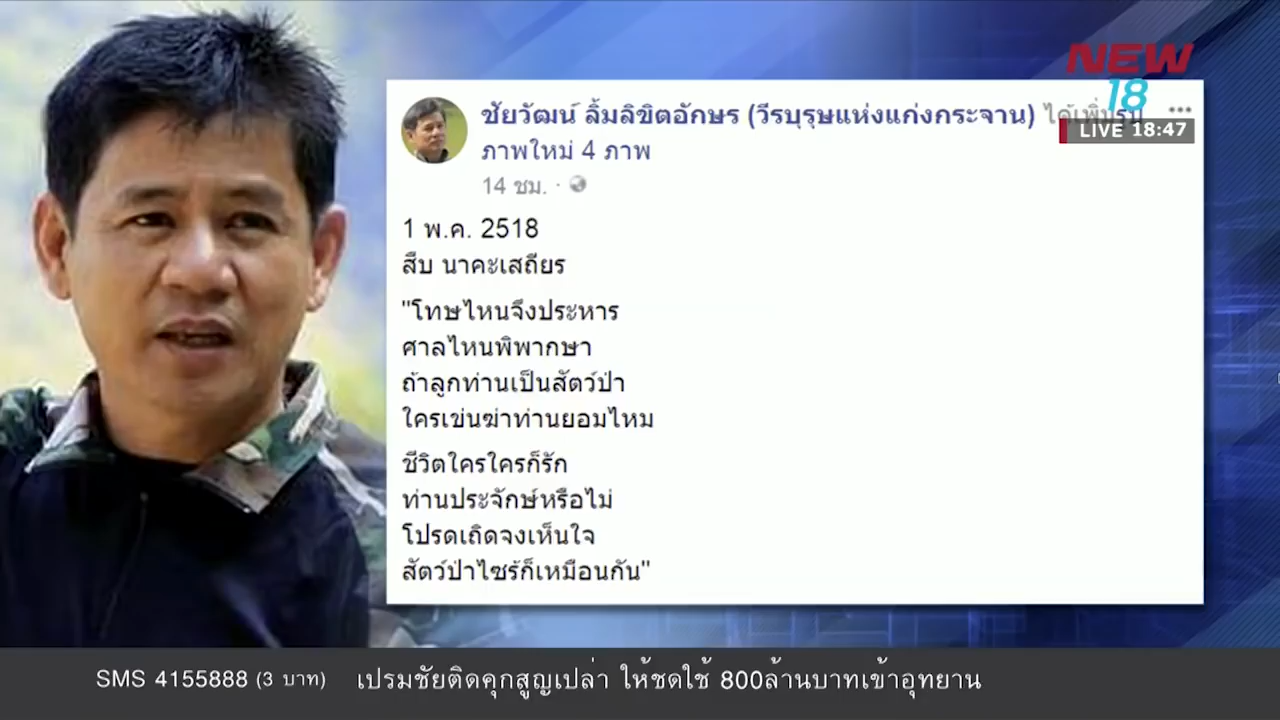 NEW
18
LIVE 18:47
ชัยวัฒน์ ลิ้มลิขิตอักษร (วีรบุรุษแห่งแก่งกระจาน) ได้เพิ่มรูป
ภาพใหม่ 4 ภาพ
14 ชม. ·
1 พ.ค. 2518
สืบ นาคะเสถียร
"โทษไหนจึงประหาร
ศาลไหนพิพากษา
ถ้าลูกท่านเป็นสัตว์ป่า
ใครเข่นฆ่าท่านยอมไหม
ชีวิตใครใครก็รัก
ท่านประจักษ์หรือไม่
โปรดเถิดจงเห็นใจ
สัตว์ป่าไซร้ก็เหมือนกัน"
SMS 4155888 (3 บาท) เปรมชัยติดคุกสูญเปล่า ให้ชดใช้ 800ล้านบาทเข้าอุทยาน